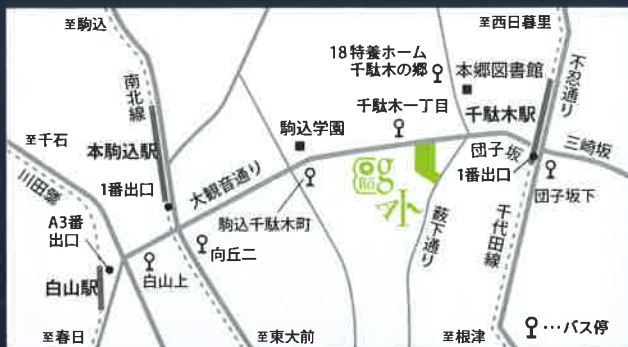 至駒込
至西日暮里
18特養ホーム
千駄木の郷
本郷図書館
不忍通り
南北線
千駄木一丁目
千駄木駅
駒込学園
至千石
本駒込駅
団子坂
三崎坂
1番出口
1番出口
大観音通り
団子坂下
藪下通り
A3番
出口
駒込千駄木町
向丘二
千代田線
白山上
白山駅
至春日
至東大前
至根津
…バス停